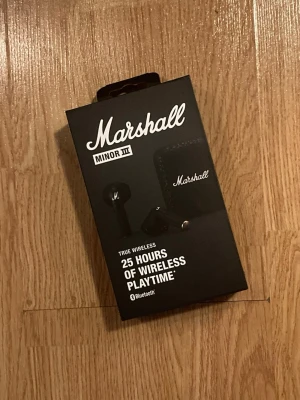 Marshall
MINOR III
Marshall
TRUE WIRELESS
25 HOURS
OF WIRELESS
PLAYTIME*
Bluetooth®